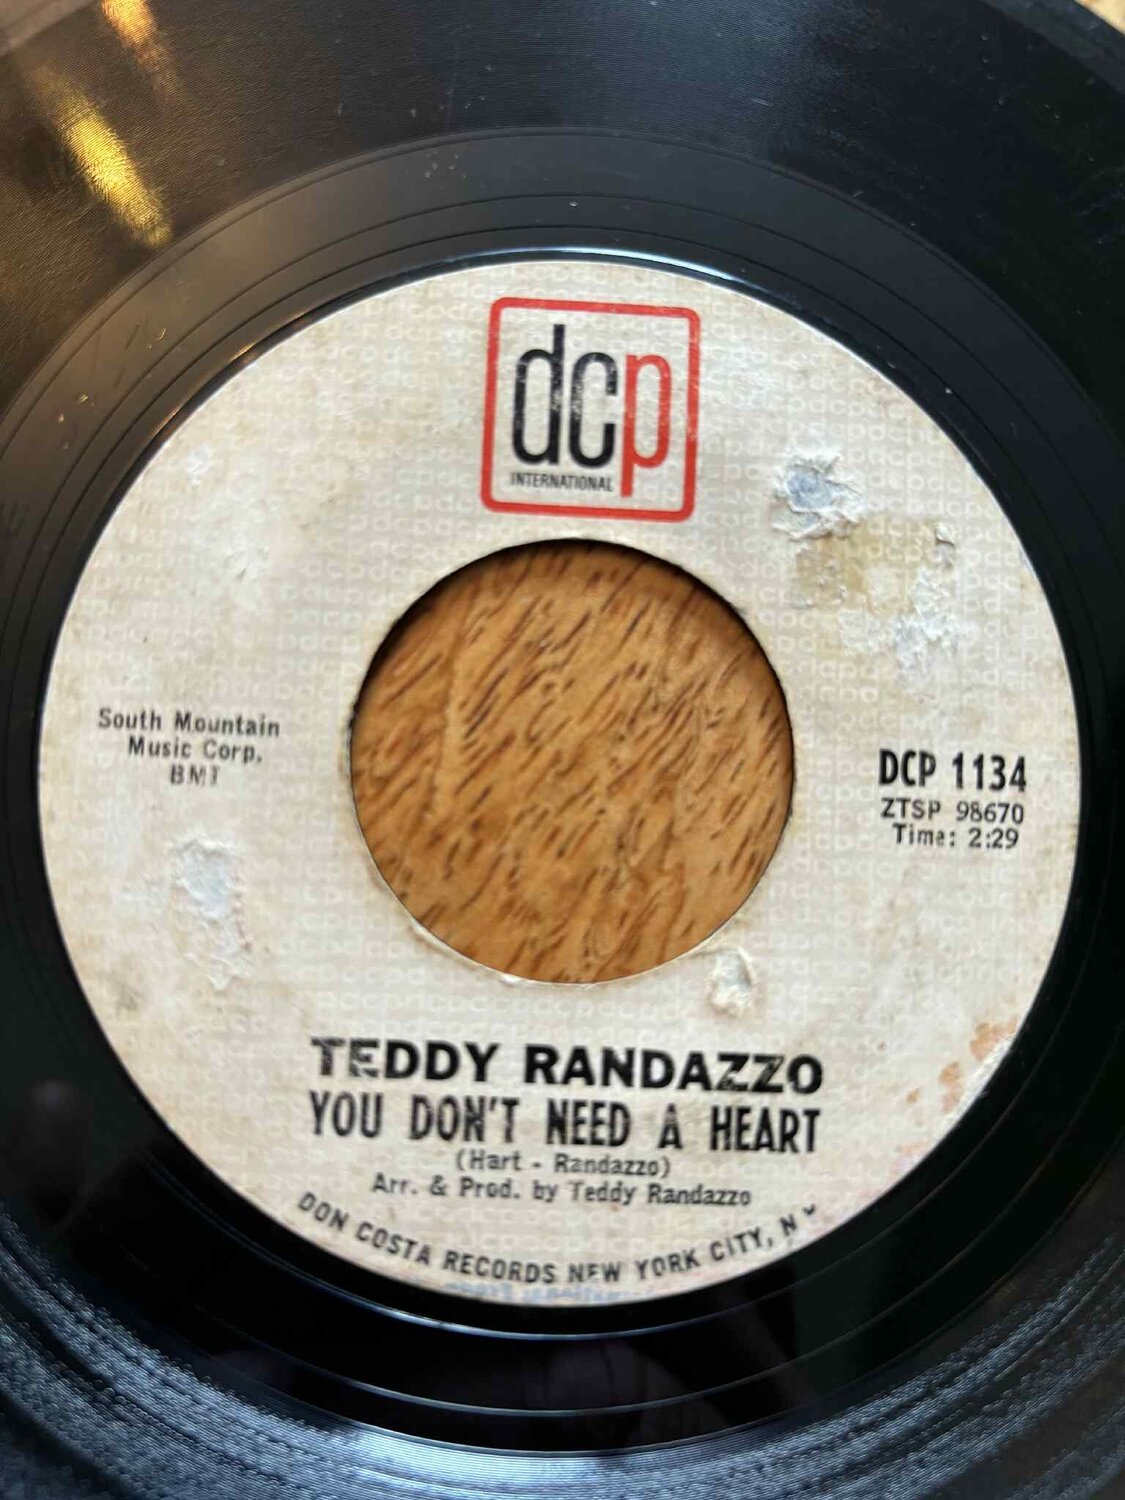 dcp
INTERNATIONAL
South Mountain
Music Corp.
BMI
DCP 1134
ZTSP 98670
Time: 2:29
TEDDY RANDAZZO
YOU DON'T NEED A HEART
(Hart - Randazzo)
Arr. & Prod. by Teddy Randazzo
DON COSTA RECORDS NEW YORK CITY, N